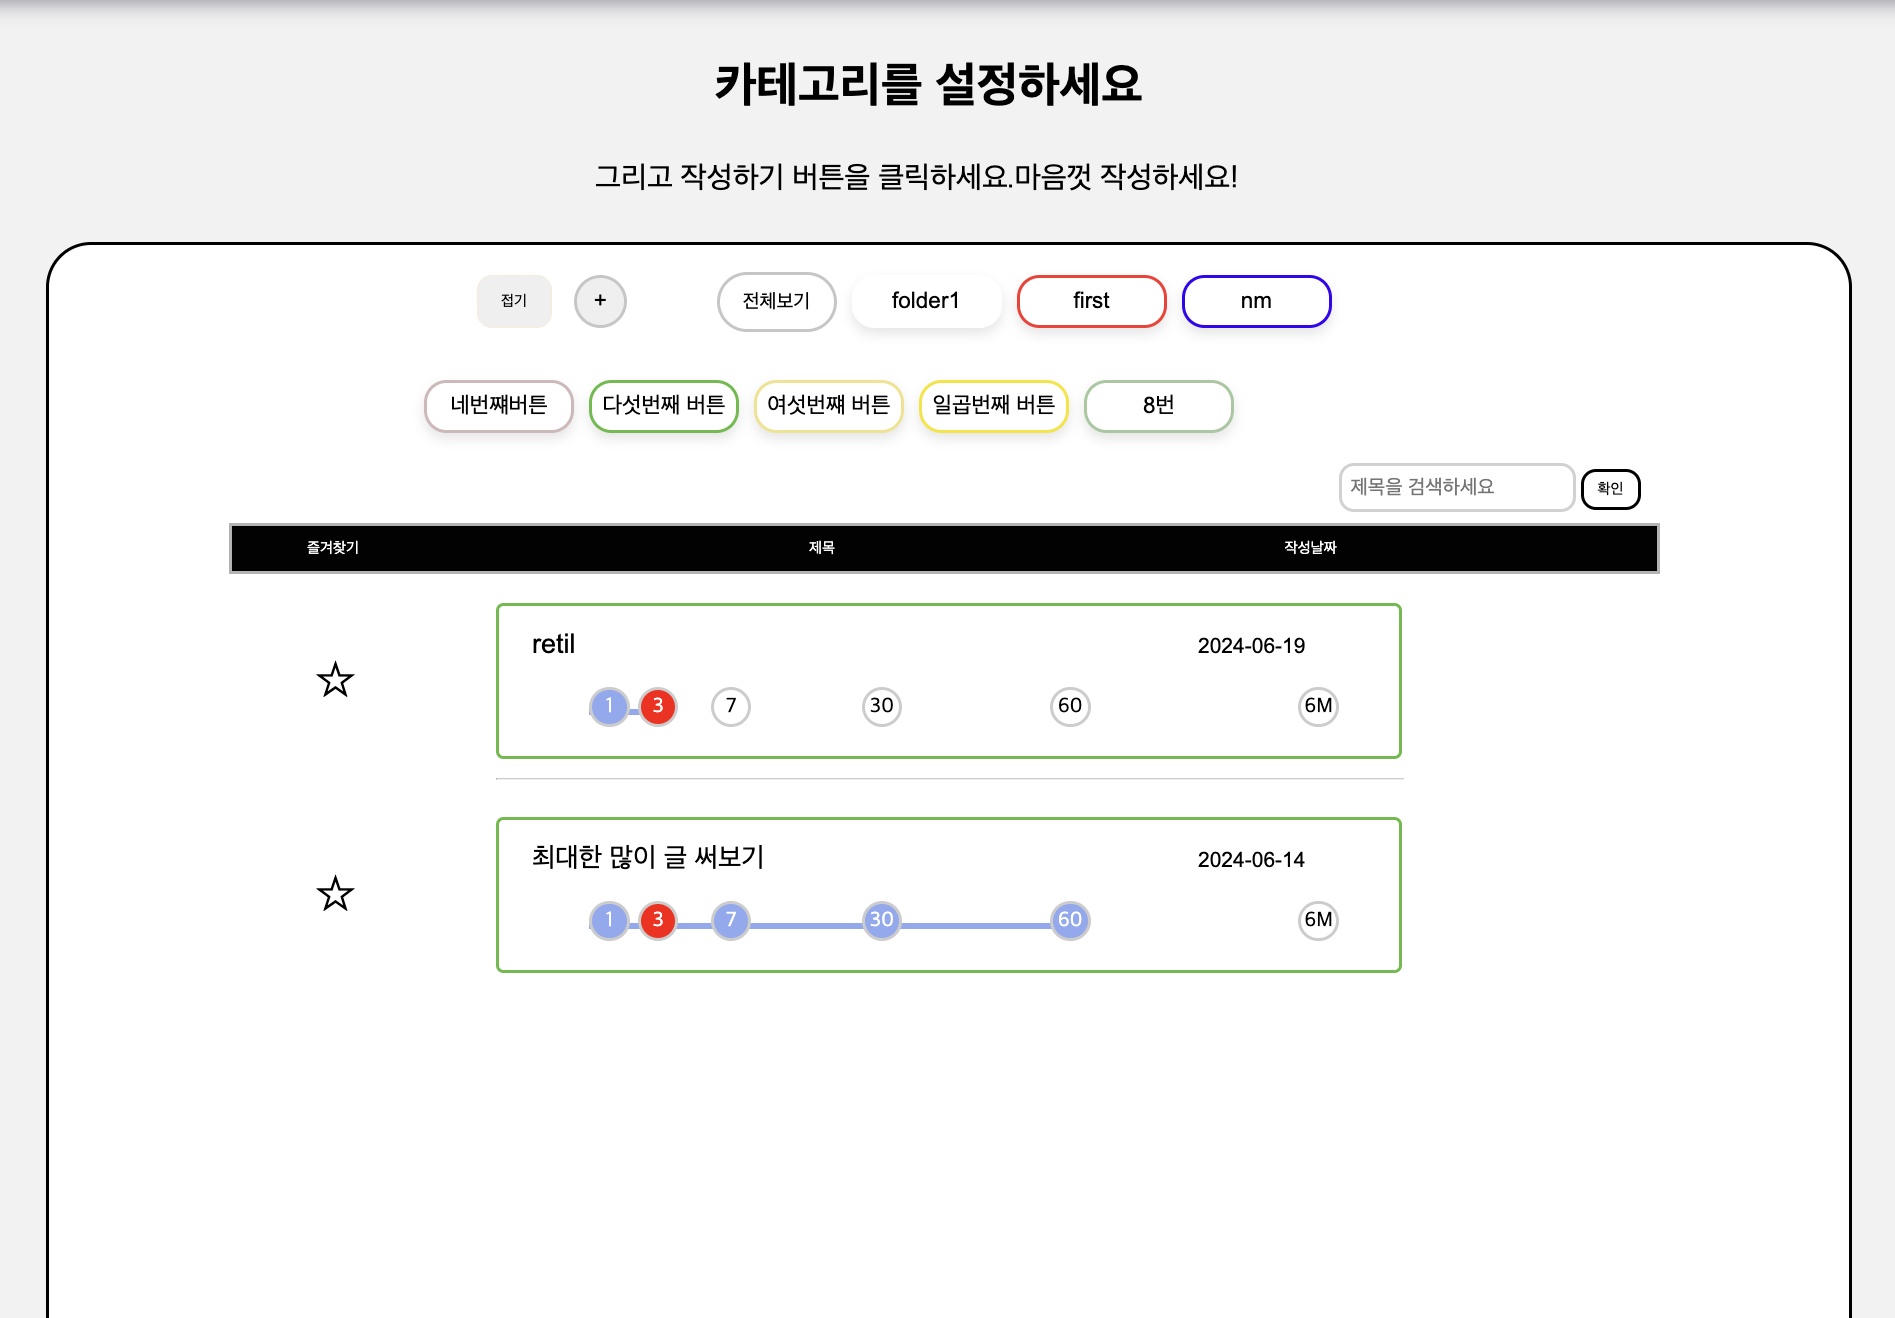 카테고리를 설정하세요
그리고 작성하기 버튼을 클릭하세요.마음껏 작성하세요!
접기 + 전체보기 folder1 first nm
네번쨰버튼 다섯번째 버튼 여섯번쨰 버튼 일곱번째 버튼 8번
제목을 검색하세요 확인
즐겨찾기 제목 작성날짜
retil 2024-06-19
1 3 7 30 60 6M
최대한 많이 글 써보기 2024-06-14
1 3 7 30 60 6M